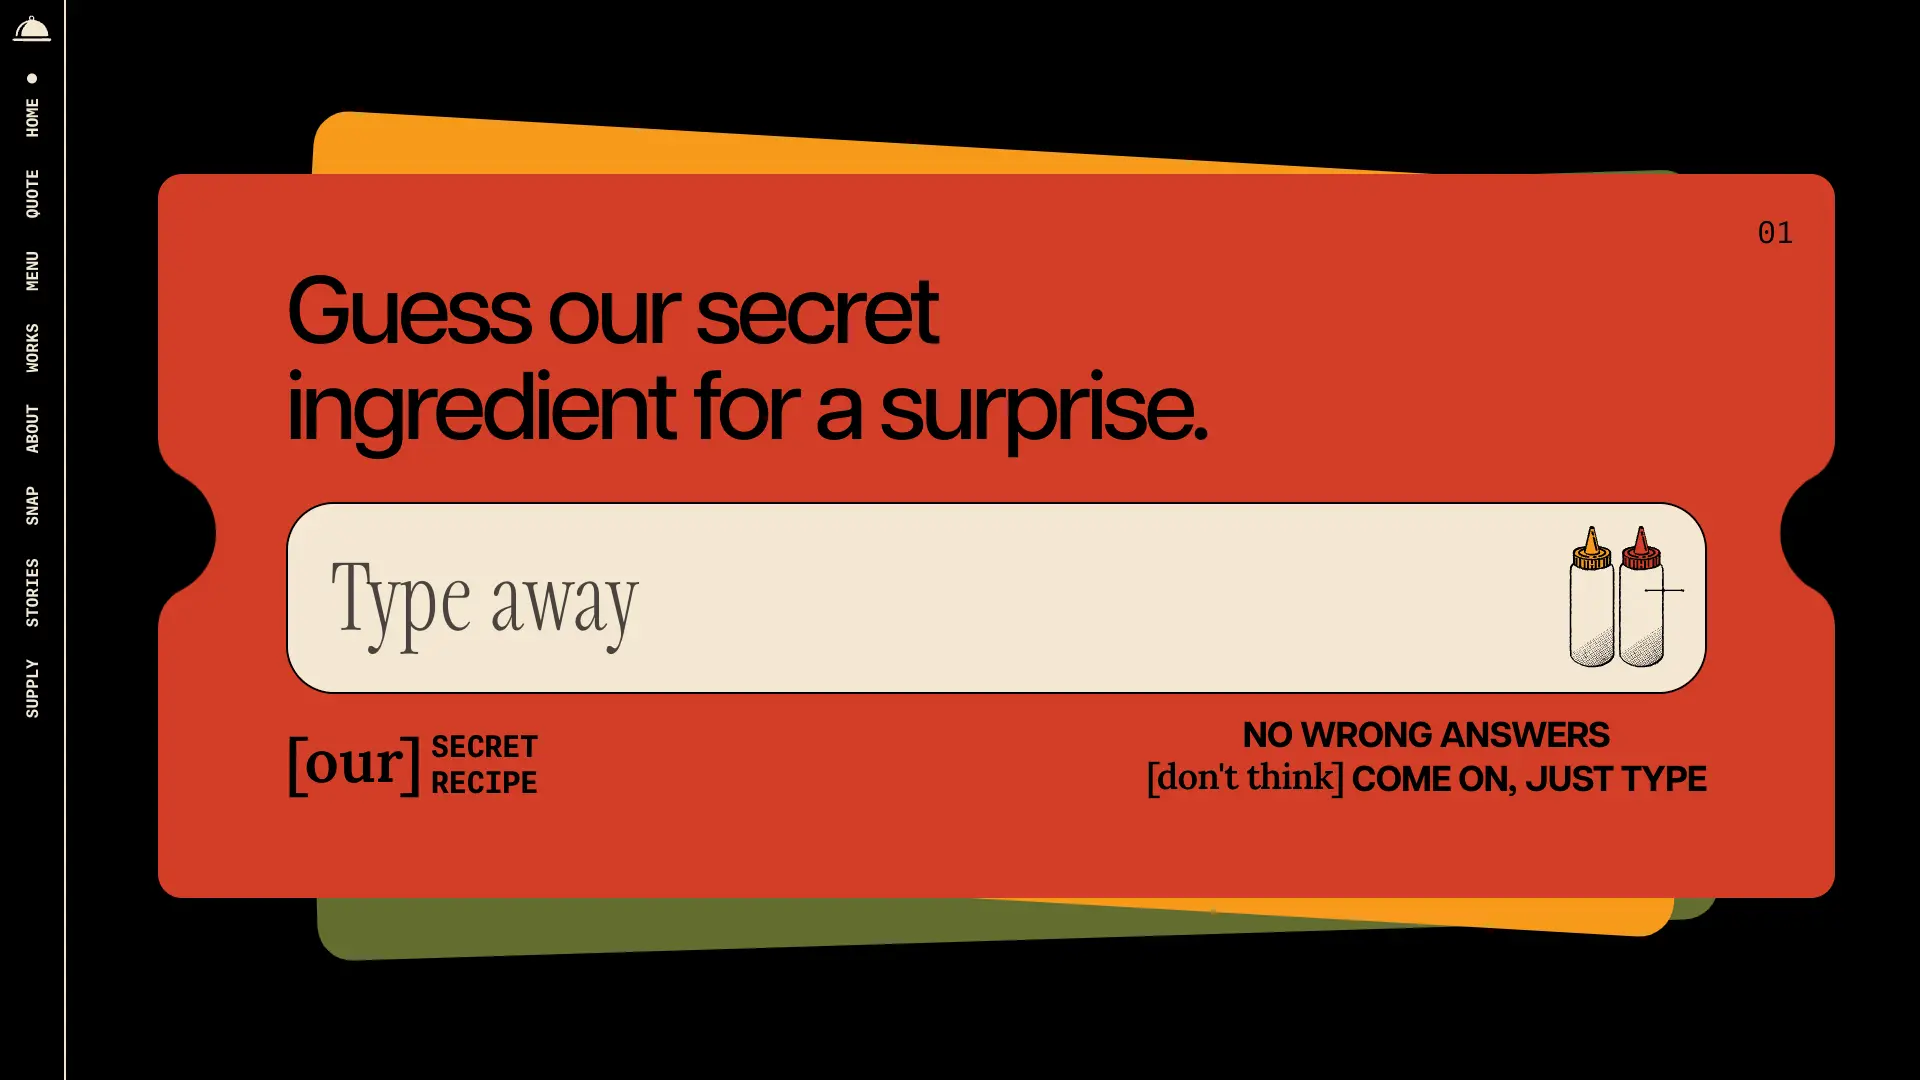 HOME
QUOTE
MENU
WORKS
ABOUT
SNAP
STORIES
SUPPLY
01
Guess our secret
ingredient for a surprise.
Type away
[our] SECRET
RECIPE
NO WRONG ANSWERS
[don't think] COME ON, JUST TYPE